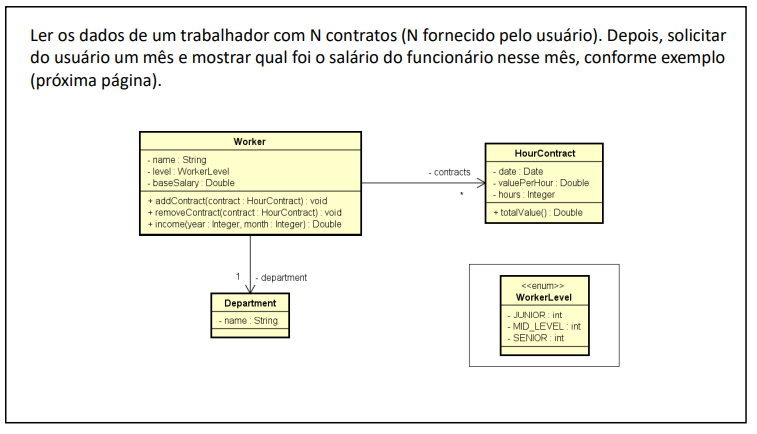 Ler os dados de um trabalhador com N contratos (N fornecido pelo usuário). Depois, solicitar
do usuário um mês e mostrar qual foi o salário do funcionário nesse mês, conforme exemplo
(próxima página).
Worker
- name : String
- level : WorkerLevel
- baseSalary : Double
+ addContract(contract : HourContract) : void
+ removeContract(contract : HourContract) : void
+ income(year : Integer, month : Integer) : Double
- contracts
*
HourContract
- date : Date
- valuePerHour : Double
- hours : Integer
+ totalValue() : Double
1 - department
Department
- name : String
<<enum>>
WorkerLevel
- JUNIOR : int
- MID_LEVEL : int
- SENIOR : int